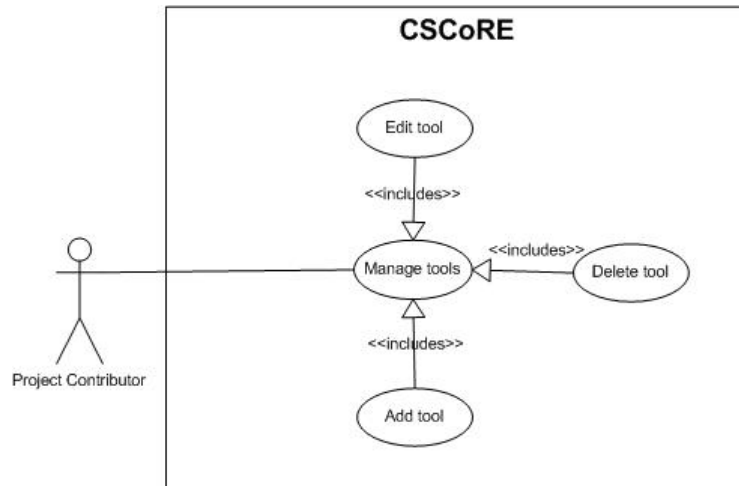 CSCoRE
Edit tool
<<includes>>
<<includes>>
Manage tools
Delete tool
<<includes>>
Project Contributor
Add tool